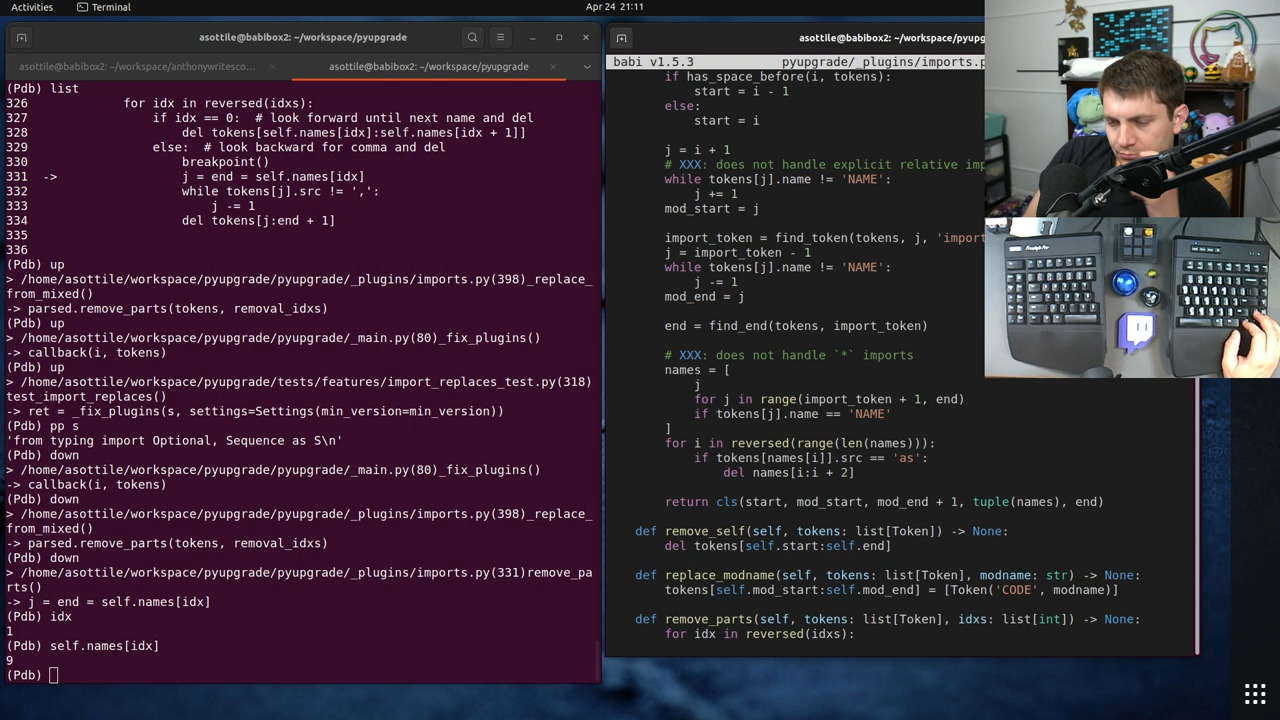 Activities
Terminal
Apr 24 21:11
asottile@babibox2: ~/workspace/pyupgrade
asottile@babibox2: ~/workspace/anthonywritesco…
asottile@babibox2: ~/workspace/pyupgrade
(Pdb) list
326             for idx in reversed(idxs):
327                 if idx == 0:  # look forward until next name and del
328                     del tokens[self.names[idx]:self.names[idx + 1]]
329                 else:  # look backward for comma and del
330                     breakpoint()
331  ->                 j = end = self.names[idx]
332                     while tokens[j].src != ',':
333                         j -= 1
334                     del tokens[j:end + 1]
335
336
(Pdb) up
> /home/asottile/workspace/pyupgrade/pyupgrade/_plugins/imports.py(398)_replace_
from_mixed()
-> parsed.remove_parts(tokens, removal_idxs)
(Pdb) up
> /home/asottile/workspace/pyupgrade/pyupgrade/_main.py(80)_fix_plugins()
-> callback(i, tokens)
(Pdb) up
> /home/asottile/workspace/pyupgrade/tests/features/import_replaces_test.py(318)
test_import_replaces()
-> ret = _fix_plugins(s, settings=Settings(min_version=min_version))
(Pdb) pp s
'from typing import Optional, Sequence as S\n'
(Pdb) down
> /home/asottile/workspace/pyupgrade/pyupgrade/_main.py(80)_fix_plugins()
-> callback(i, tokens)
(Pdb) down
> /home/asottile/workspace/pyupgrade/pyupgrade/_plugins/imports.py(398)_replace_
from_mixed()
-> parsed.remove_parts(tokens, removal_idxs)
(Pdb) down
> /home/asottile/workspace/pyupgrade/pyupgrade/_plugins/imports.py(331)remove_pa
rts()
-> j = end = self.names[idx]
(Pdb) idx
1
(Pdb) self.names[idx]
9
(Pdb)
asottile@babibox2: ~/workspace/pyupg
babi v1.5.3 pyupgrade/_plugins/imports.p
if has_space_before(i, tokens):
start = i - 1
else:
start = i
j = i + 1
# XXX: does not handle explicit relative imp
while tokens[j].name != 'NAME':
j += 1
mod_start = j
import_token = find_token(tokens, j, 'import
j = import_token - 1
while tokens[j].name != 'NAME':
j -= 1
mod_end = j
end = find_end(tokens, import_token)
# XXX: does not handle `*` imports
names = [
j
for j in range(import_token + 1, end)
if tokens[j].name == 'NAME'
]
for i in reversed(range(len(names))):
if tokens[names[i]].src == 'as':
del names[i:i + 2]
return cls(start, mod_start, mod_end + 1, tuple(names), end)
def remove_self(self, tokens: list[Token]) -> None:
del tokens[self.start:self.end]
def replace_modname(self, tokens: list[Token], modname: str) -> None:
tokens[self.mod_start:self.mod_end] = [Token('CODE', modname)]
def remove_parts(self, tokens: list[Token], idxs: list[int]) -> None:
for idx in reversed(idxs):